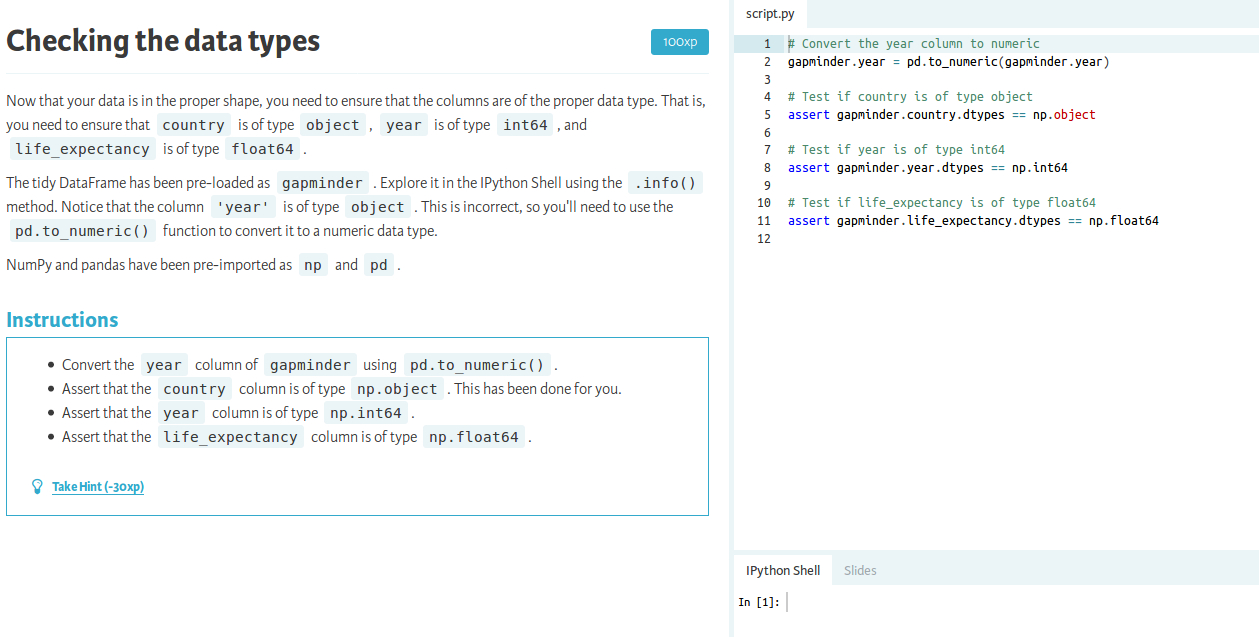 Checking the data types
100xp
Now that your data is in the proper shape, you need to ensure that the columns are of the proper data type. That is,
you need to ensure that country is of type object , year is of type int64 , and
life_expectancy is of type float64 .
The tidy DataFrame has been pre-loaded as gapminder . Explore it in the IPython Shell using the .info()
method. Notice that the column 'year' is of type object . This is incorrect, so you'll need to use the
pd.to_numeric() function to convert it to a numeric data type.
NumPy and pandas have been pre-imported as np and pd .
Instructions
• Convert the year column of gapminder using pd.to_numeric() .
• Assert that the country column is of type np.object . This has been done for you.
• Assert that the year column is of type np.int64 .
• Assert that the life_expectancy column is of type np.float64 .
Take Hint (-30xp)
script.py
1 # Convert the year column to numeric
2 gapminder.year = pd.to_numeric(gapminder.year)
3
4 # Test if country is of type object
5 assert gapminder.country.dtypes == np.object
6
7 # Test if year is of type int64
8 assert gapminder.year.dtypes == np.int64
9
10 # Test if life_expectancy is of type float64
11 assert gapminder.life_expectancy.dtypes == np.float64
12
IPython Shell Slides
In [1]: